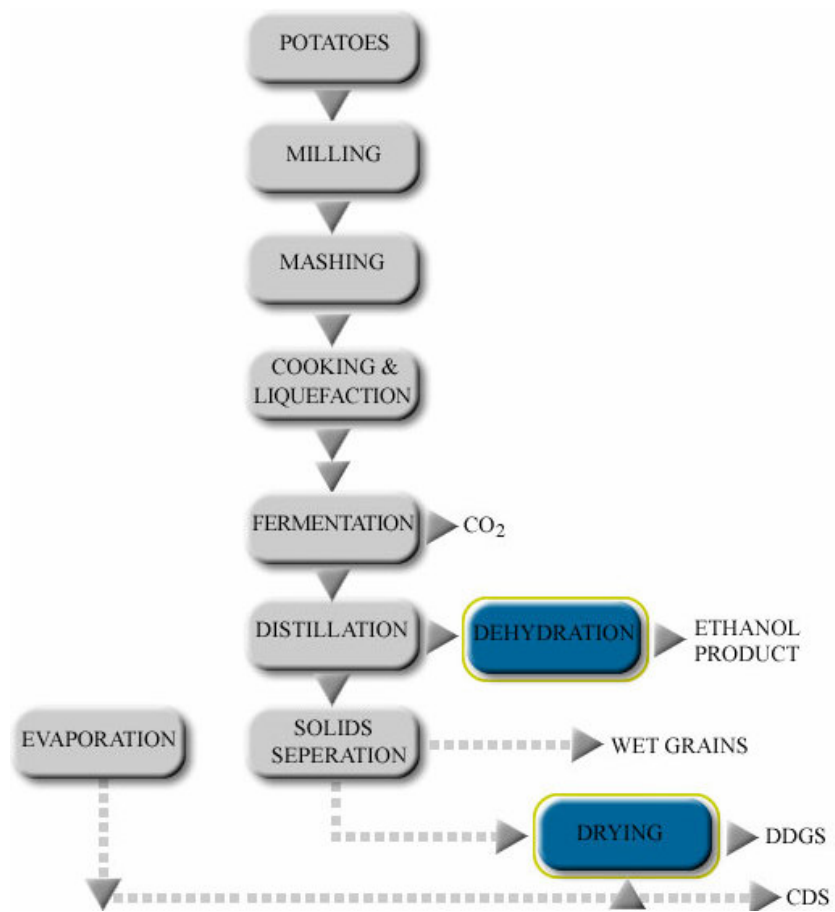 POTATOES
MILLING
MASHING
COOKING &
LIQUEFACTION
FERMENTATION
CO2
DISTILLATION
DEHYDRATION
ETHANOL
PRODUCT
EVAPORATION
SOLIDS
SEPERATION
WET GRAINS
DRYING
DDGS
CDS